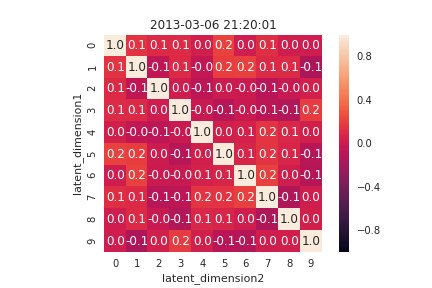 2013-03-06 21:20:01
0 1.0 0.1 0.1 0.1 0.0 0.2 0.0 0.1 0.0 0.0
1 0.1 1.0 -0.1 0.1 -0.0 0.2 0.2 0.1 0.1 -0.1
2 0.1 -0.1 1.0 0.0 -0.1 0.0 -0.0 -0.1 -0.0 0.0
3 0.1 0.1 0.0 1.0 -0.0 -0.1 -0.0 -0.1 -0.1 0.2
4 0.0 -0.0 -0.1 -0.0 1.0 0.0 0.1 0.2 0.1 0.0
5 0.2 0.2 0.0 -0.1 0.0 1.0 0.1 0.2 0.1 -0.1
6 0.0 0.2 -0.0 -0.0 0.1 0.1 1.0 0.2 0.0 -0.1
7 0.1 0.1 -0.1 -0.1 0.2 0.2 0.2 1.0 -0.1 0.0
8 0.0 0.1 -0.0 -0.1 0.1 0.1 0.0 -0.1 1.0 0.0
9 0.0 -0.1 0.0 0.2 0.0 -0.1 -0.1 0.0 0.0 1.0
0 1 2 3 4 5 6 7 8 9
latent_dimension2
latent_dimension1
0.8
0.4
0.0
-0.4
-0.8